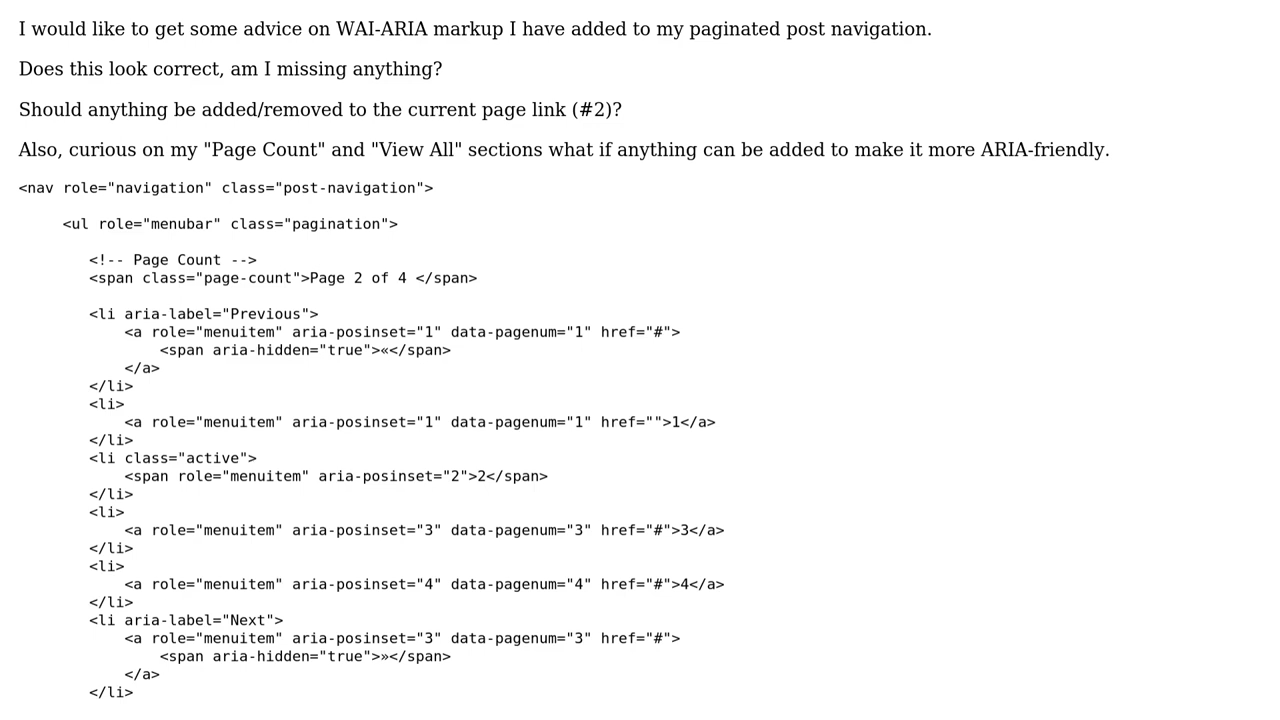 I would like to get some advice on WAI-ARIA markup I have added to my paginated post navigation.
Does this look correct, am I missing anything?
Should anything be added/removed to the current page link (#2)?
Also, curious on my "Page Count" and "View All" sections what if anything can be added to make it more ARIA-friendly.
<nav role="navigation" class="post-navigation">
<ul role="menubar" class="pagination">
<!-- Page Count -->
<span class="page-count">Page 2 of 4 </span>
<li aria-label="Previous">
<a role="menuitem" aria-posinset="1" data-pagenum="1" href="#">
<span aria-hidden="true">«</span>
</a>
</li>
<li>
<a role="menuitem" aria-posinset="1" data-pagenum="1" href="">1</a>
</li>
<li class="active">
<span role="menuitem" aria-posinset="2">2</span>
</li>
<li>
<a role="menuitem" aria-posinset="3" data-pagenum="3" href="#">3</a>
</li>
<li>
<a role="menuitem" aria-posinset="4" data-pagenum="4" href="#">4</a>
</li>
<li aria-label="Next">
<a role="menuitem" aria-posinset="3" data-pagenum="3" href="#">
<span aria-hidden="true">»</span>
</a>
</li>